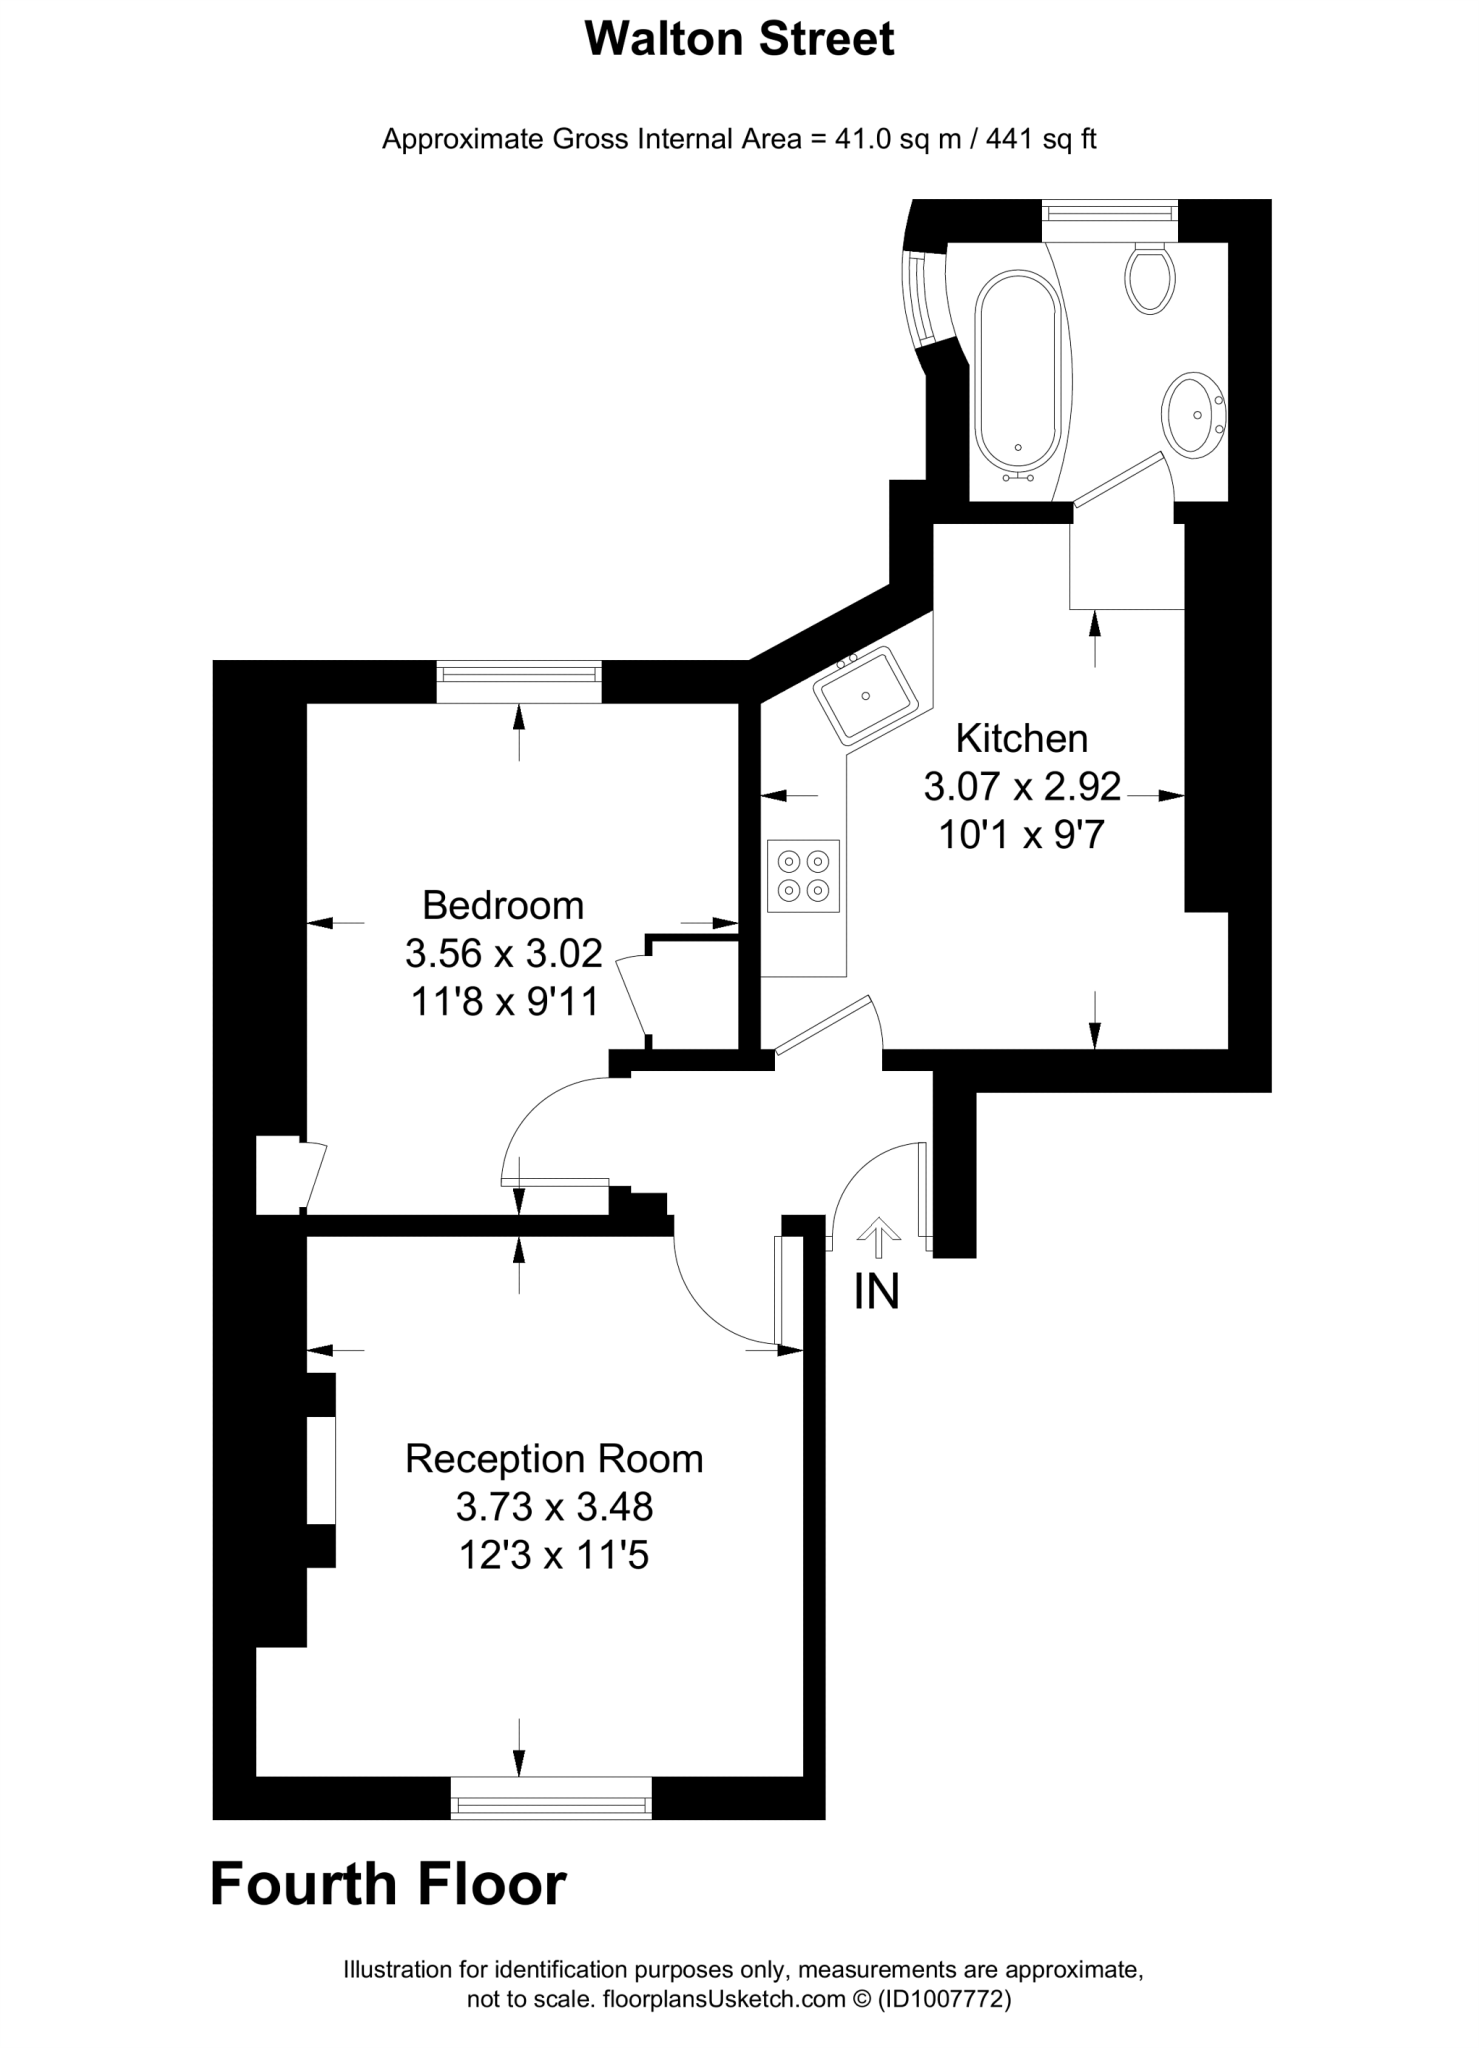 Walton Street
Approximate Gross Internal Area = 41.0 sq m / 441 sq ft
Kitchen
3.07 x 2.92
10'1 x 9'7
Bedroom
3.56 x 3.02
11'8 x 9'11
IN
Reception Room
3.73 x 3.48
12'3 x 11'5
Fourth Floor
Illustration for identification purposes only, measurements are approximate,
not to scale. floorplansUsketch.com © (ID1007772)